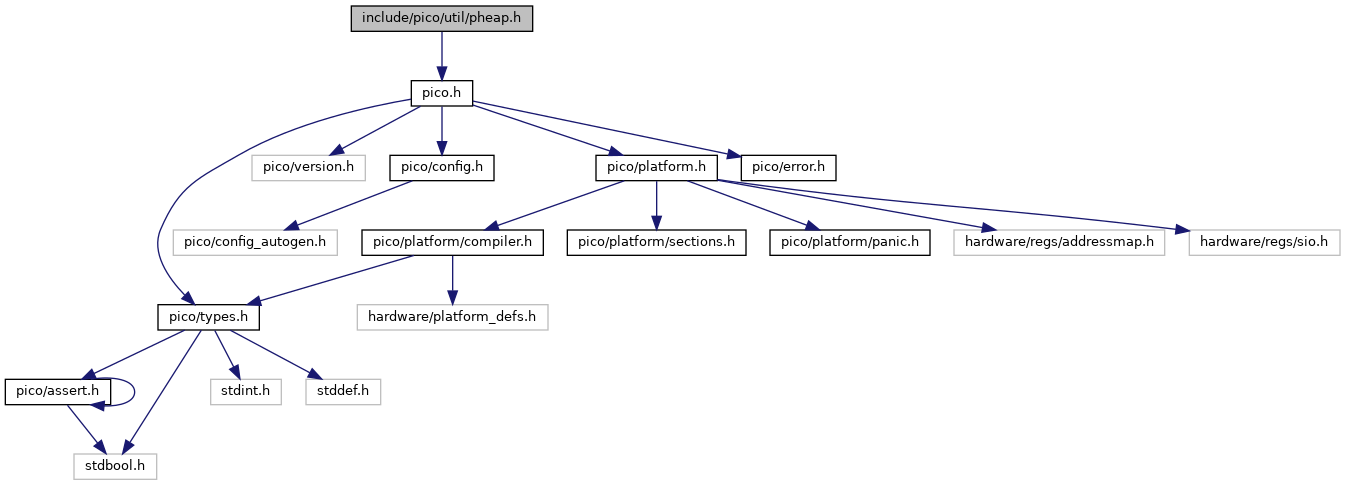 include/pico/util/pheap.h
pico.h
pico/version.h
pico/config.h
pico/platform.h
pico/error.h
pico/config_autogen.h
pico/platform/compiler.h
pico/platform/sections.h
pico/platform/panic.h
hardware/regs/addressmap.h
hardware/regs/sio.h
pico/types.h
hardware/platform_defs.h
pico/assert.h
stdint.h
stddef.h
stdbool.h